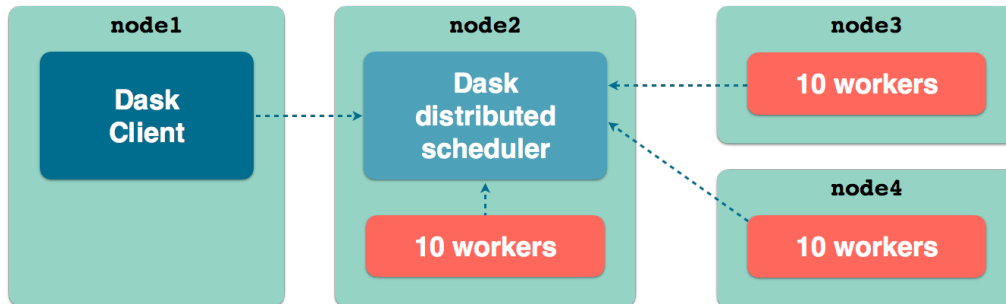 node1
Dask
Client
node2
Dask
distributed
scheduler
10 workers
node3
10 workers
node4
10 workers